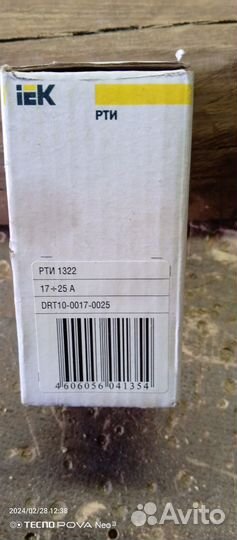 iEK
РТИ
РТИ 1322
17÷25 А
DRT10-0017-0025
4 606056 041354
2024/02/28 12:38
TECNO POVA Neo 3
Avito